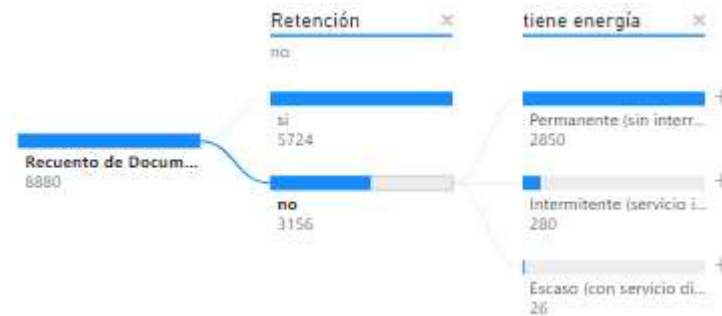 Retención ×
no
tiene energía ×
Recuento de Docum...
8880
si
5724
no
3156
Permanente (sin interr...
2850
Intermitente (servicio i...
280
Escaso (con servicio di...
26